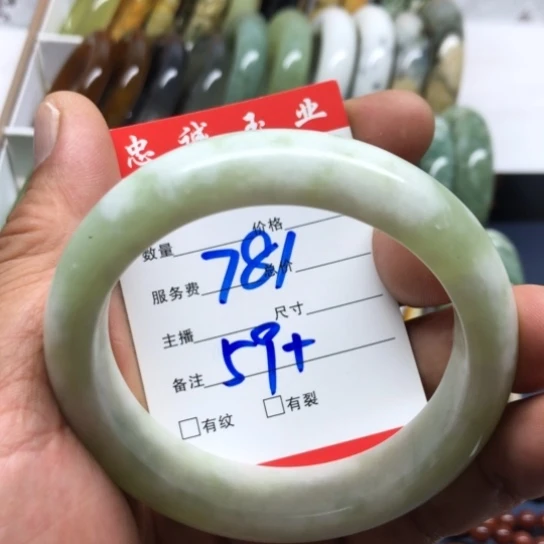 忠诚玉业
数量 价格
781
服务费 总价
主播 尺寸
59+
备注
□有纹 □有裂